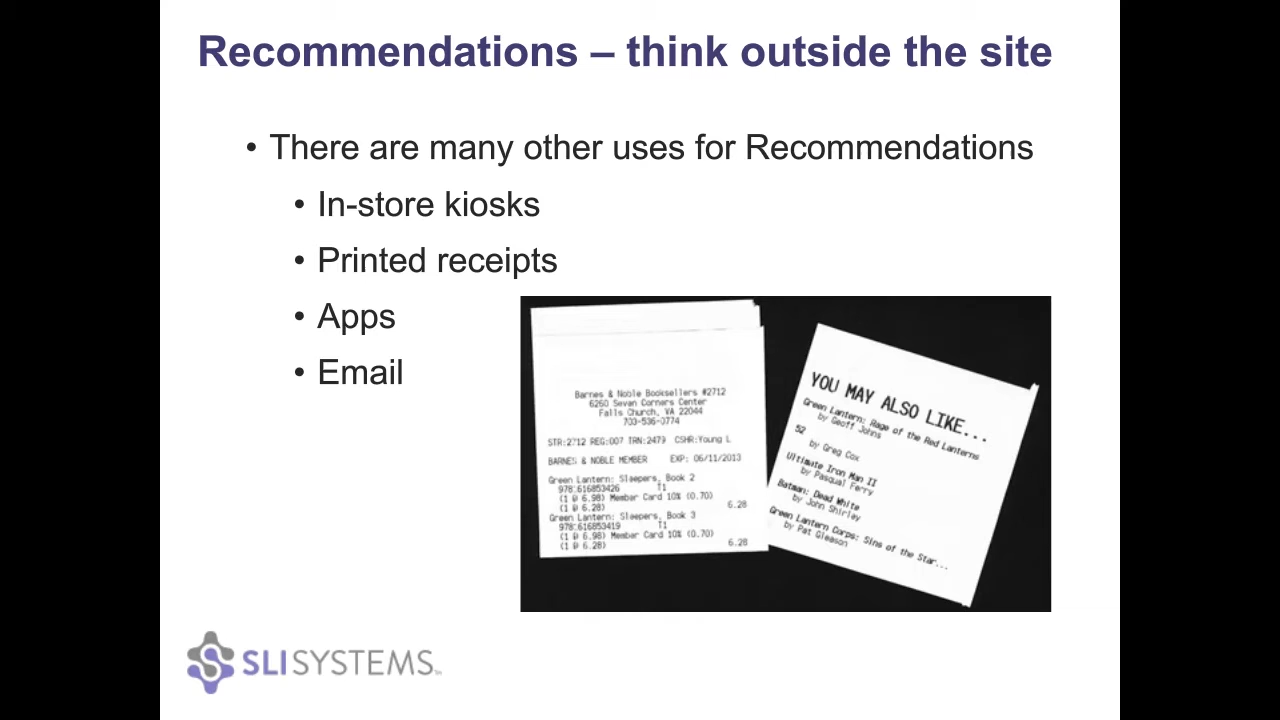 Recommendations – think outside the site
• There are many other uses for Recommendations
• In-store kiosks
• Printed receipts
• Apps
• Email
Barnes & Noble Booksellers #2712
6260 Seven Corners Center
Falls Church, VA 22044
703-536-0774
STR:2712 REG:007 TRN:2479 CSHR:Young L
BARNES & NOBLE MEMBER EXP: 06/11/2013
Green Lantern: Sleepers, Book 2
T1
(1 @ 6.98) Member Card 10% (0.70)
(1 @ 6.28) 6.28
Green Lantern: Sleepers, Book 3
T1
(1 @ 6.98) Member Card 10% (0.70)
(1 @ 6.28) 6.28
YOU MAY ALSO LIKE...
Green Lantern: Rage of the Red Lanterns
by Geoff Johns
52
by Greg Cox
Ultimate Iron Man II
by Pasqual Ferry
Batman: Dead White
by John Shirley
Green Lantern Corps: Sins of the Star...
by Pat Gleason
SLISYSTEMS